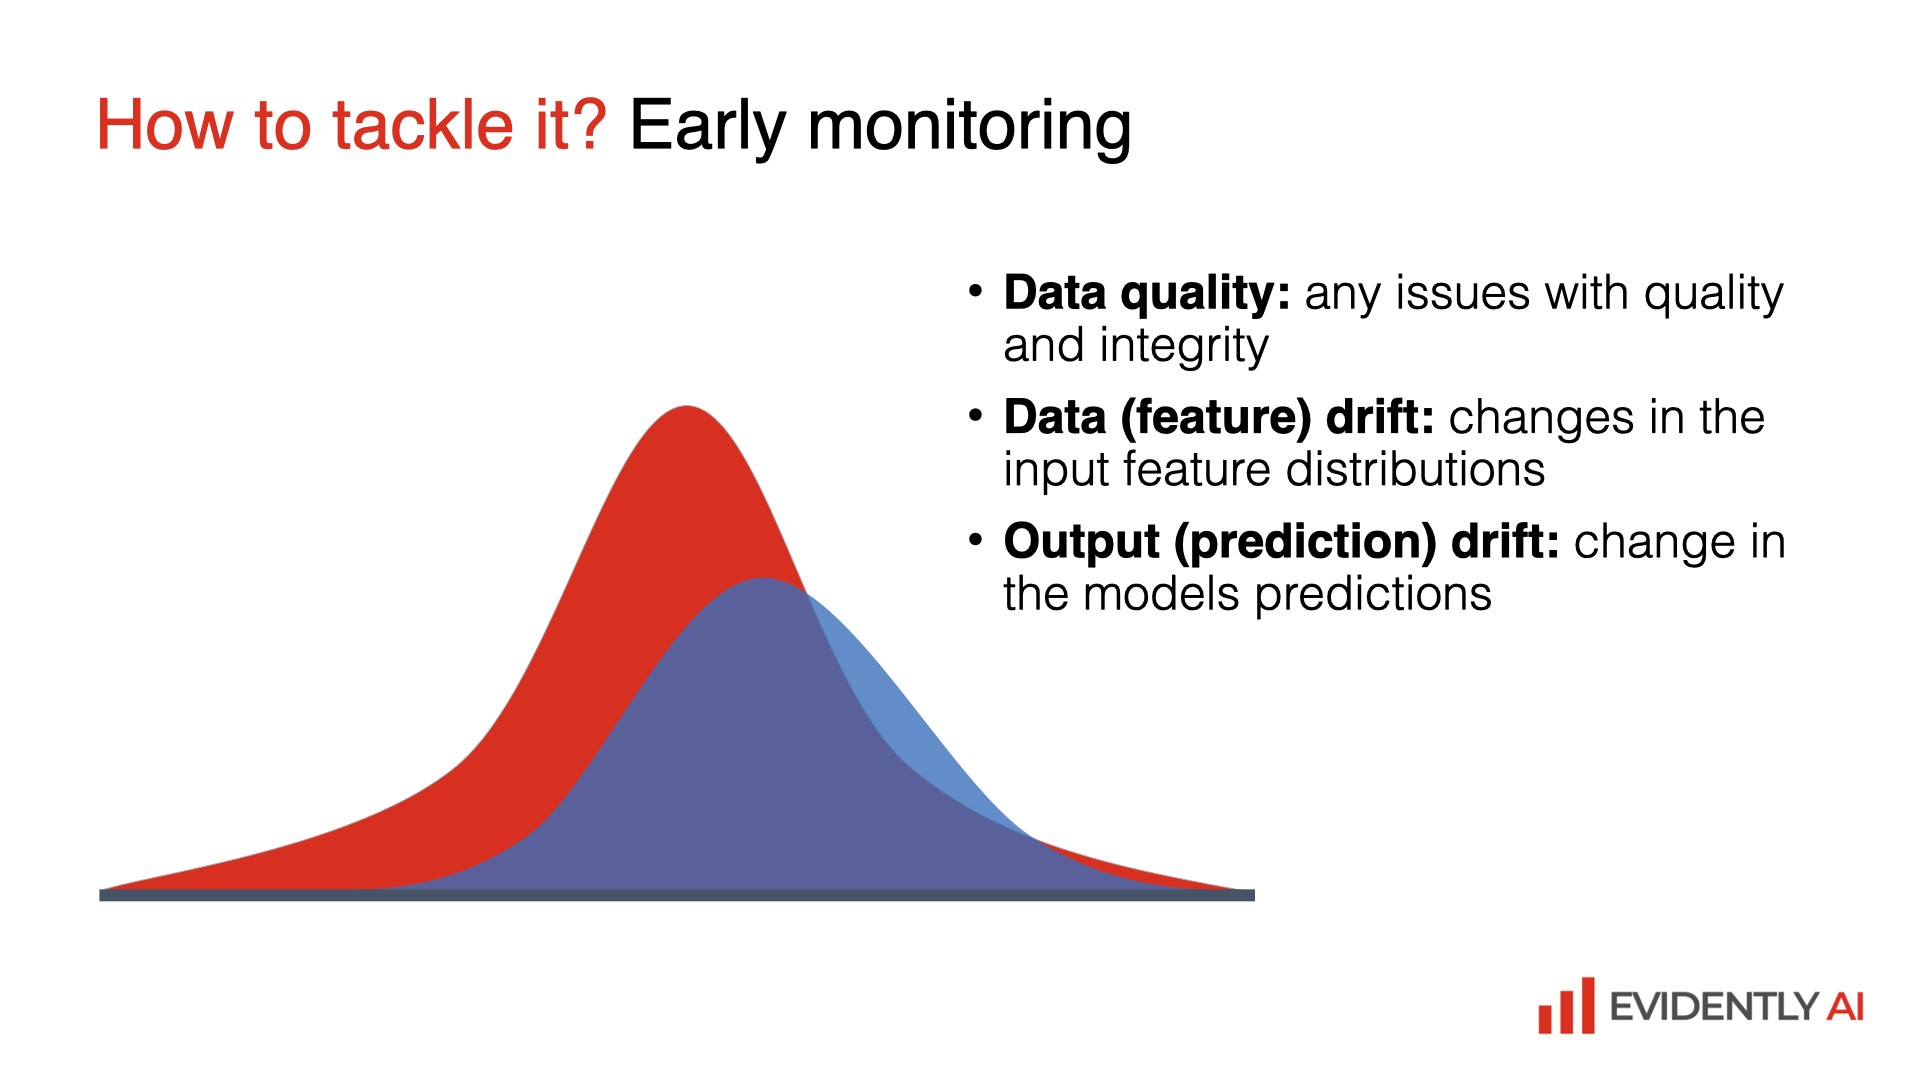 How to tackle it? Early monitoring
• Data quality: any issues with quality
and integrity
• Data (feature) drift: changes in the
input feature distributions
• Output (prediction) drift: change in
the models predictions
EVIDENTLY AI